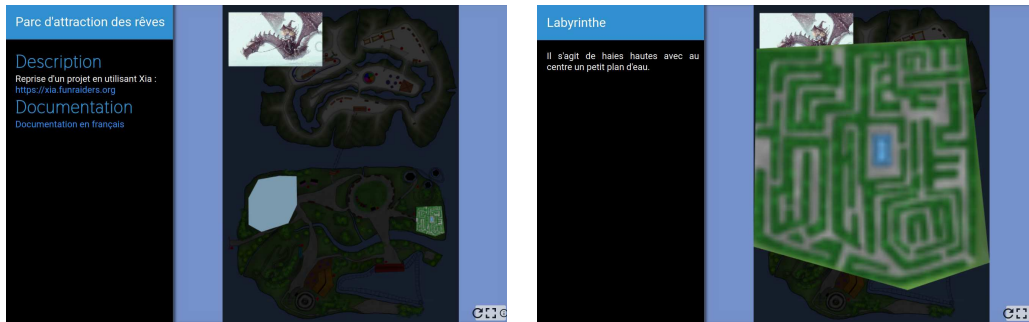 Parc d'attraction des rêves
Description
Reprise d'un projet en utilisant Xia :
https://xia.funraiders.org
Documentation
Documentation en français
Labyrinthe
Il s'agit de haies hautes avec au
centre un petit plan d'eau.